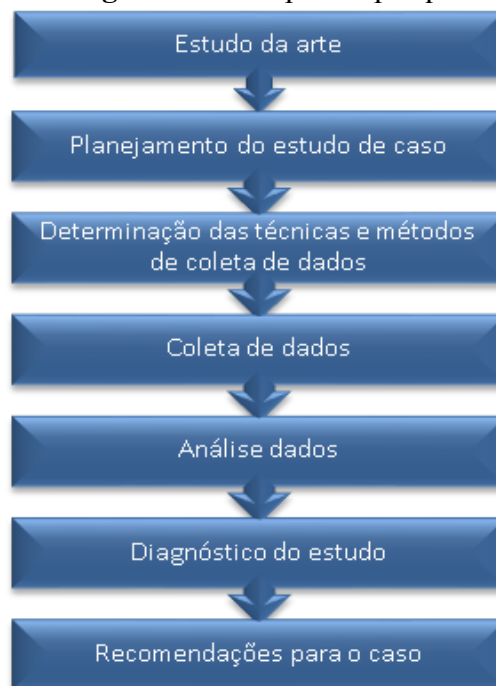 Estudo da arte
Planejamento do estudo de caso
Determinação das técnicas e métodos
de coleta de dados
Coleta de dados
Análise dados
Diagnóstico do estudo
Recomendações para o caso